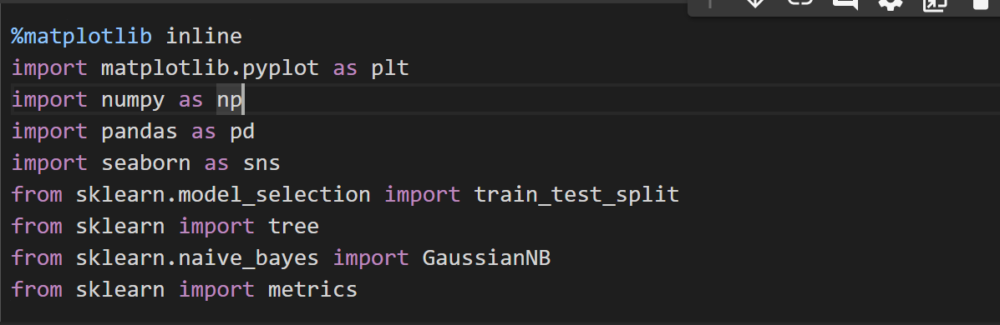 %matplotlib inline
import matplotlib.pyplot as plt
import numpy as np
import pandas as pd
import seaborn as sns
from sklearn.model_selection import train_test_split
from sklearn import tree
from sklearn.naive_bayes import GaussianNB
from sklearn import metrics